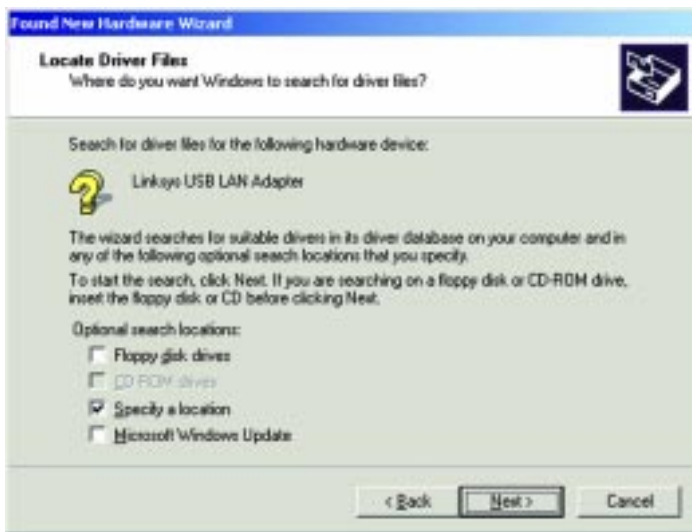 Found New Hardware Wizard
Locate Driver Files
Where do you want Windows to search for driver files?
Search for driver files for the following hardware device:
Linksys USB LAN Adapter
The wizard searches for suitable drivers in its driver database on your computer and in
any of the following optional search locations that you specify.
To start the search, click Next. If you are searching on a floppy disk or CD-ROM drive,
insert the floppy disk or CD before clicking Next.
Optional search locations:
Floppy disk drives
CD-ROM drives
Specify a location
Microsoft Windows Update
< Back
Next >
Cancel